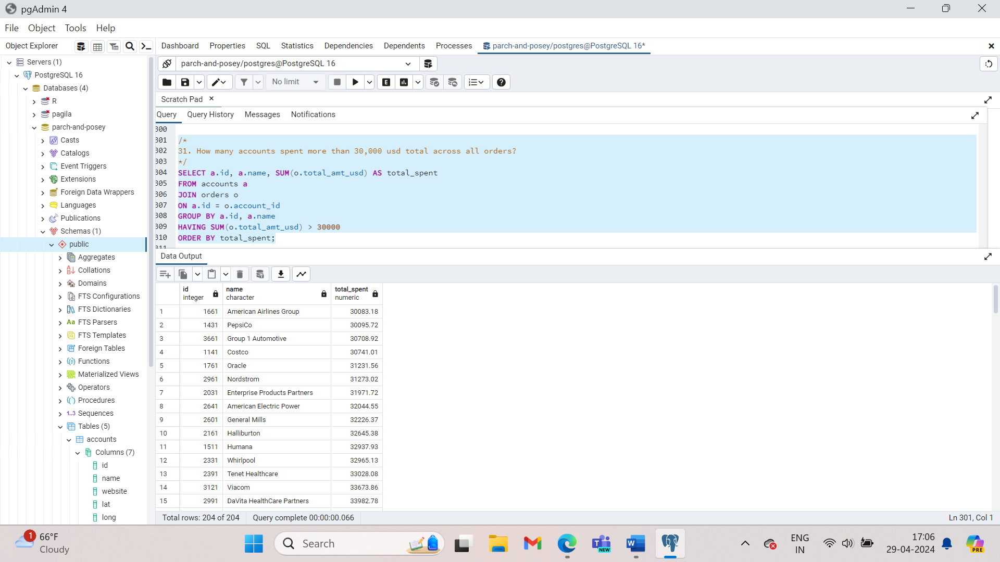 pgAdmin 4
File Object Tools Help
Object Explorer
Dashboard Properties SQL Statistics Dependencies Dependents Processes parch-and-posey/postgres@PostgreSQL 16*
Servers (1)
PostgreSQL 16
Databases (4)
R
pagila
parch-and-posey
Casts
Catalogs
Event Triggers
Extensions
Foreign Data Wrappers
Languages
Publications
Schemas (1)
public
Aggregates
Collations
Domains
FTS Configurations
FTS Dictionaries
Aa FTS Parsers
FTS Templates
Foreign Tables
Functions
Materialized Views
Operators
Procedures
1..3 Sequences
Tables (5)
accounts
Columns (7)
id
name
website
lat
long
parch-and-posey/postgres@PostgreSQL 16
No limit
E
Scratch Pad
Query Query History Messages Notifications
300
301 /*
302 31. How many accounts spent more than 30,000 usd total across all orders?
303 */
304 SELECT a.id, a.name, SUM(o.total_amt_usd) AS total_spent
305 FROM accounts a
306 JOIN orders o
307 ON a.id = o.account_id
308 GROUP BY a.id, a.name
309 HAVING SUM(o.total_amt_usd) > 30000
310 ORDER BY total_spent;
311
Data Output
id name total_spent
integer character numeric
1 1661 American Airlines Group 30083.18
2 1431 PepsiCo 30095.72
3 3661 Group 1 Automotive 30708.92
4 1141 Costco 30741.01
5 1761 Oracle 31231.56
6 2961 Nordstrom 31273.02
7 2031 Enterprise Products Partners 31971.72
8 2641 American Electric Power 32044.55
9 2601 General Mills 32226.37
10 2161 Halliburton 32645.38
11 1511 Humana 32937.93
12 2331 Whirlpool 32965.13
13 2391 Tenet Healthcare 33028.08
14 3121 Viacom 33673.86
15 2991 DaVita HealthCare Partners 33982.78
Total rows: 204 of 204 Query complete 00:00:00.066 Ln 301, Col 1
1 66°F
Cloudy
Search
T NEW
W
ENG
IN
17:06
29-04-2024
PRE